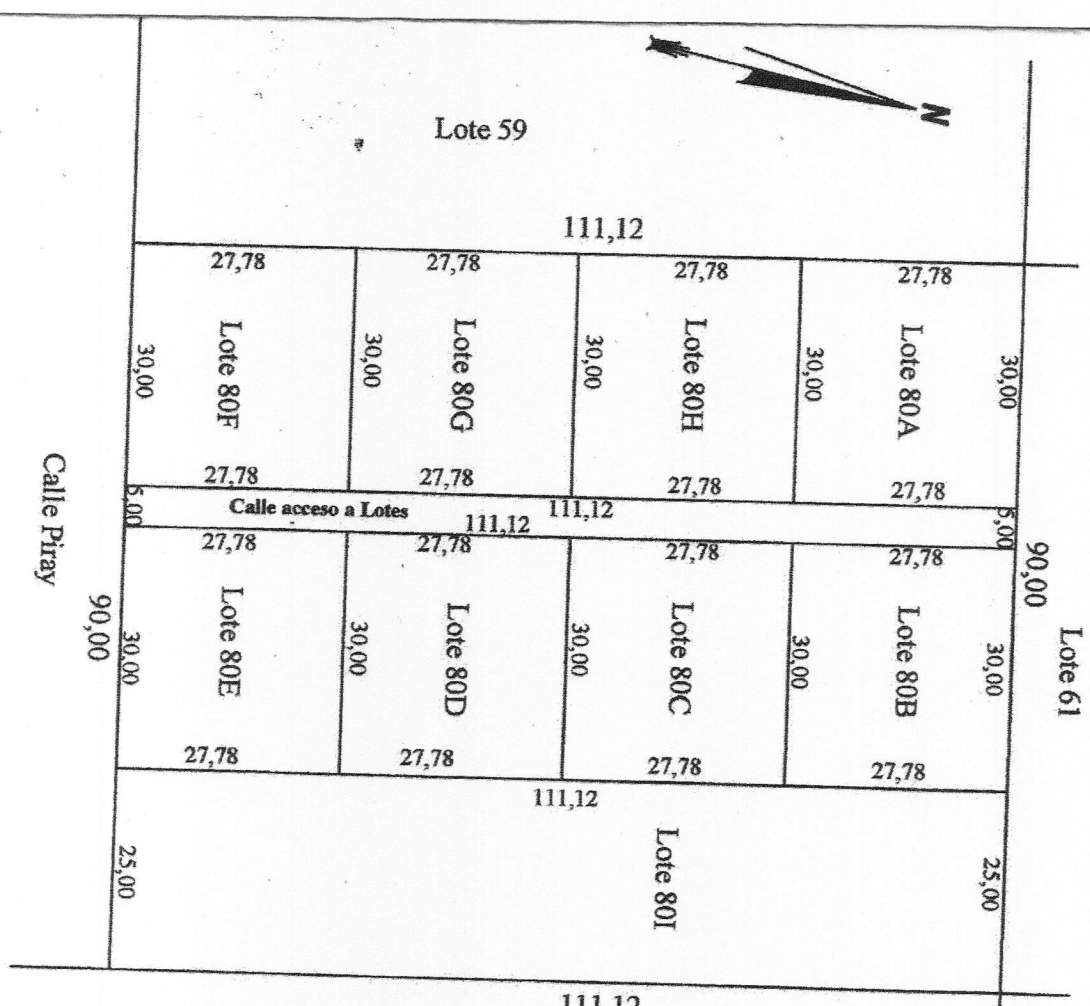 N
Lote 59
111,12
27,78
27,78
27,78
27,78
30,00
Lote 80F
30,00
Lote 80G
30,00
Lote 80H
30,00
Lote 80A
30,00
27,78
27,78
27,78
27,78
5,00
Calle acceso a Lotes
111,12
111,12
5,00
90,00
Lote 61
27,78
27,78
27,78
27,78
Calle Piray
90,00
30,00
Lote 80E
30,00
Lote 80D
30,00
Lote 80C
30,00
Lote 80B
30,00
27,78
27,78
27,78
27,78
111,12
25,00
Lote 80I
25,00
111,12